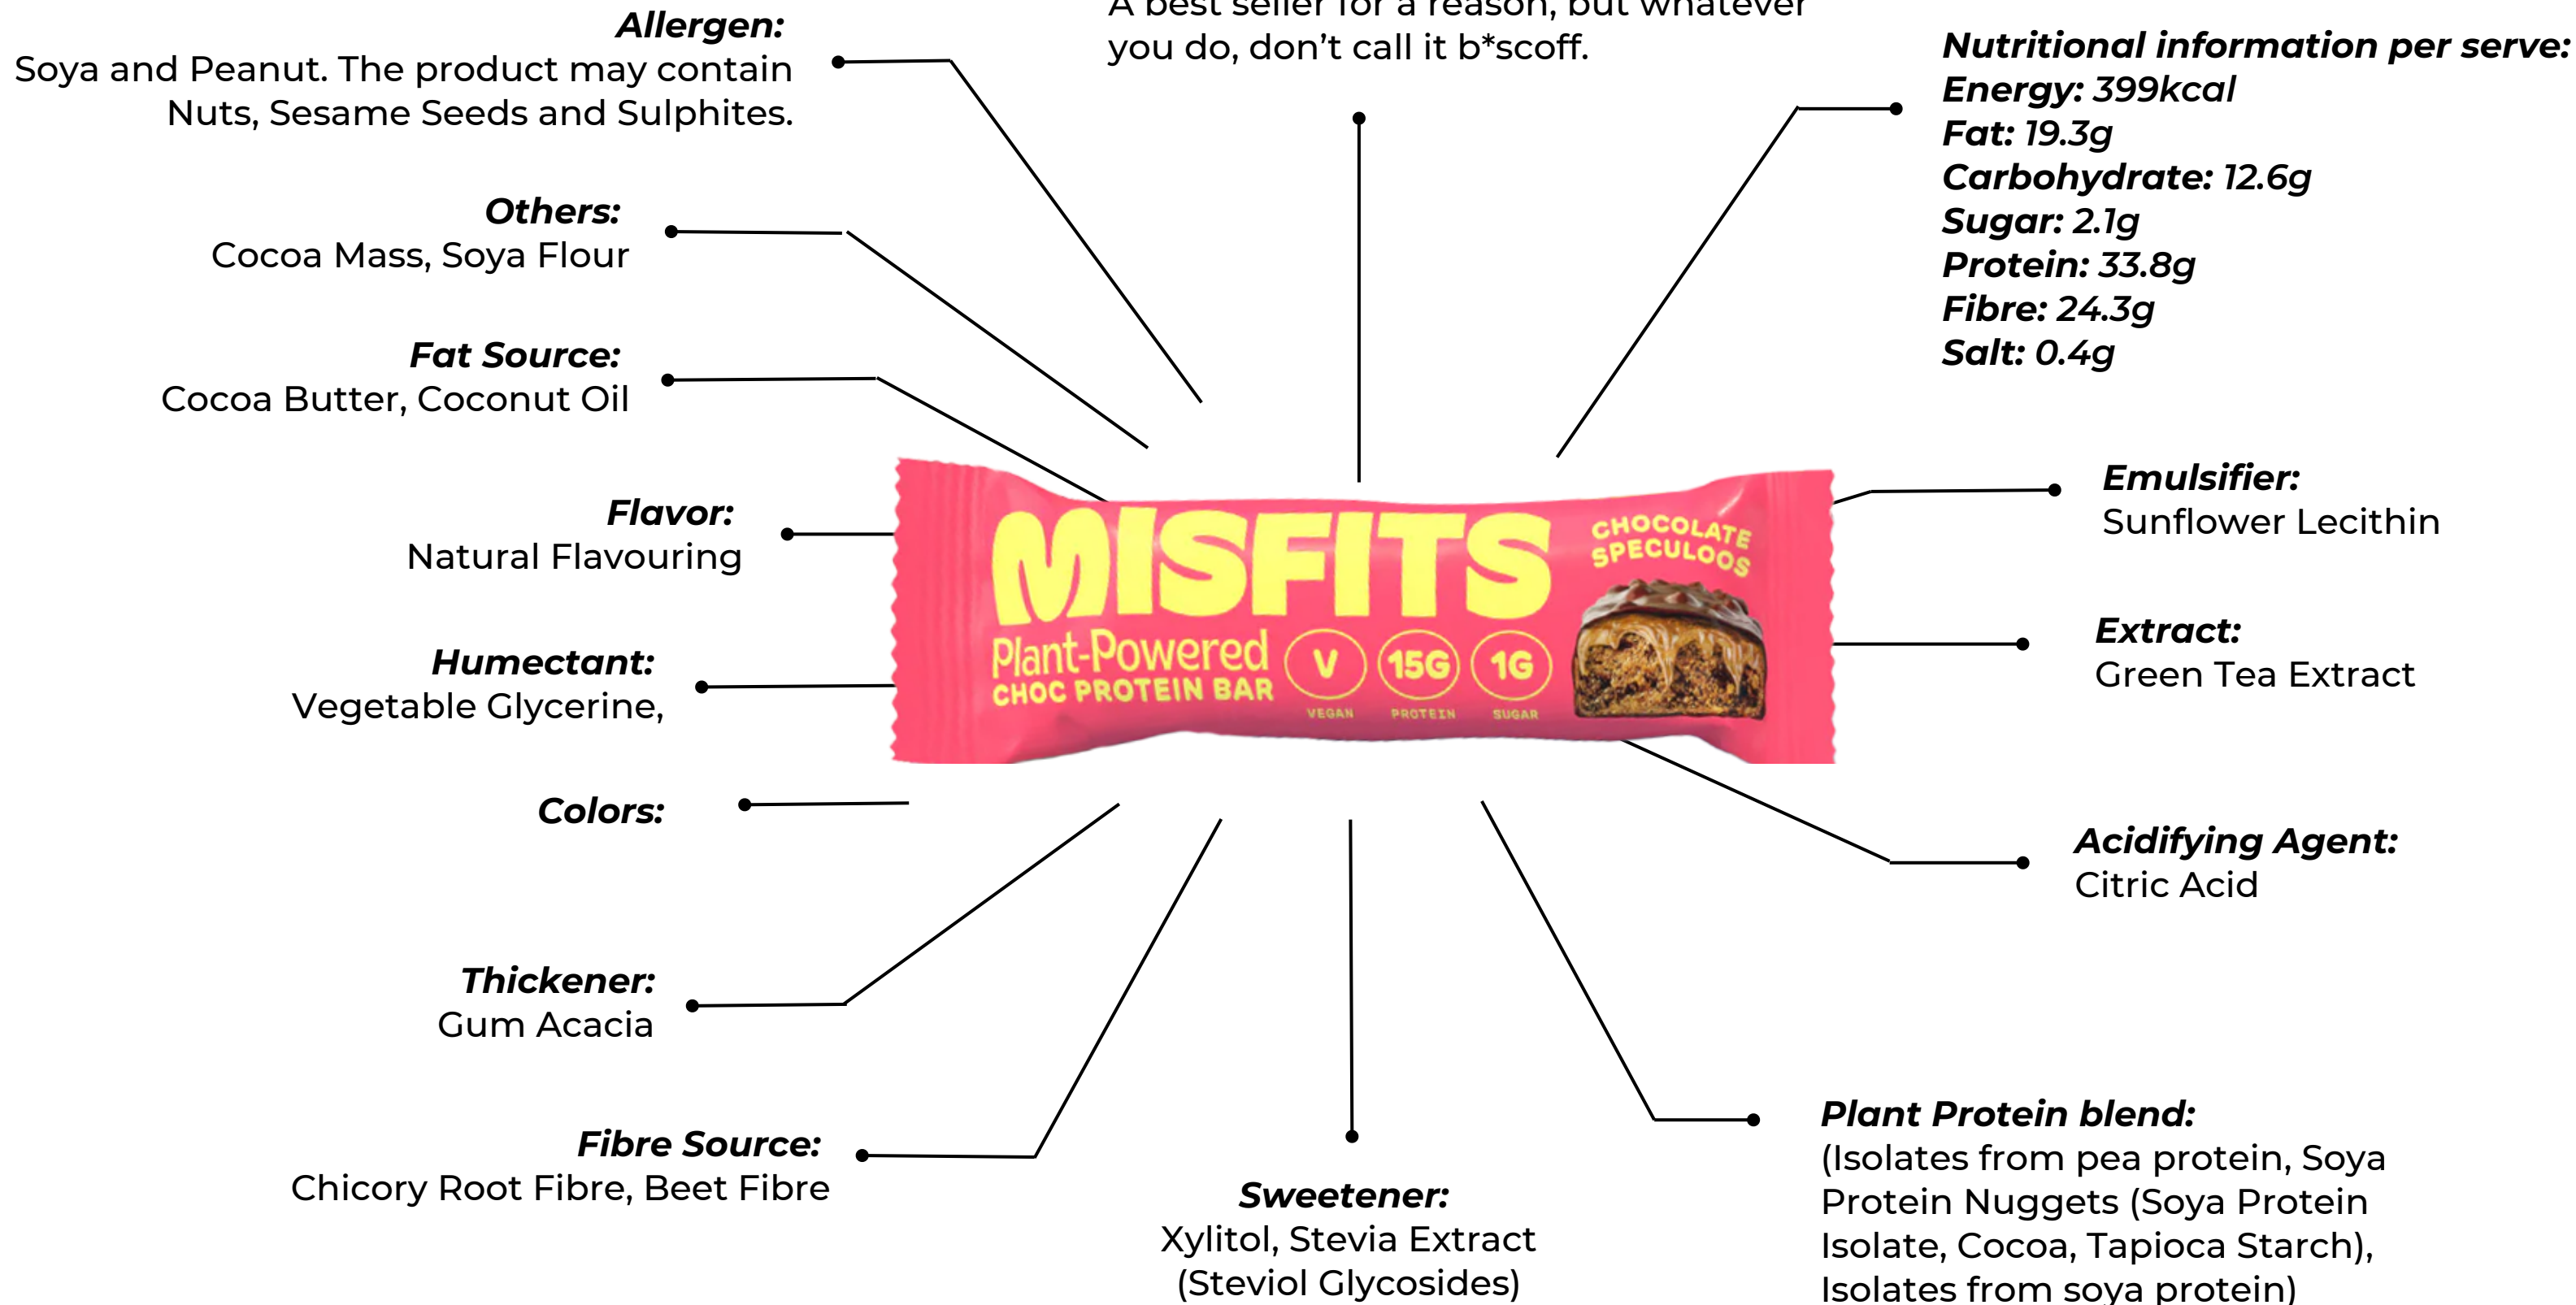 A best seller for a reason, but whatever
you do, don't call it b*scoff.
Allergen:
Soya and Peanut. The product may contain
Nuts, Sesame Seeds and Sulphites.
Others:
Cocoa Mass, Soya Flour
Fat Source:
Cocoa Butter, Coconut Oil
Flavor:
Natural Flavouring
Humectant:
Vegetable Glycerine,
Colors:
Thickener:
Gum Acacia
Fibre Source:
Chicory Root Fibre, Beet Fibre
MISFITS
Plant-Powered
CHOC PROTEIN BAR
V
VEGAN
15G
PROTEIN
1G
SUGAR
CHOCOLATE
SPECULOOS
Sweetener:
Xylitol, Stevia Extract
(Steviol Glycosides)
Nutritional information per serve:
Energy: 399kcal
Fat: 19.3g
Carbohydrate: 12.6g
Sugar: 2.1g
Protein: 33.8g
Fibre: 24.3g
Salt: 0.4g
Emulsifier:
Sunflower Lecithin
Extract:
Green Tea Extract
Acidifying Agent:
Citric Acid
Plant Protein blend:
(Isolates from pea protein, Soya
Protein Nuggets (Soya Protein
Isolate, Cocoa, Tapioca Starch),
Isolates from soya protein)